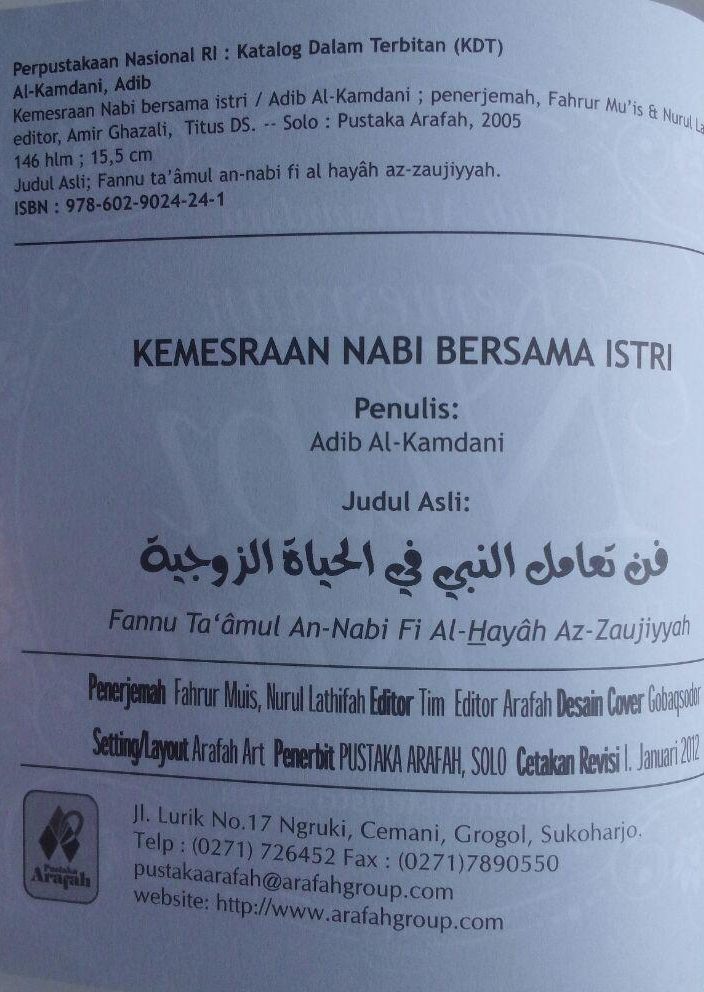 Perpustakaan Nasional RI : Katalog Dalam Terbitan (KDT)
Al-Kamdani, Adib
Kemesraan Nabi bersama istri / Adib Al-Kamdani ; penerjemah, Fahrur Mu'is & Nurul
editor, Amir Ghazali, Titus DS. -- Solo : Pustaka Arafah, 2005
146 hlm ; 15,5 cm
Judul Asli; Fannu ta'âmul an-nabi fi al hayâh az-zaujiyyah.
ISBN : 978-602-9024-24-1
KEMESRAAN NABI BERSAMA ISTRI
Penulis:
Adib Al-Kamdani
Judul Asli:
فن تعامل النبي في الحياة الزوجية
Fannu Ta‘âmul An-Nabi Fi Al-Hayâh Az-Zaujiyyah
Penerjemah Fahrur Muis, Nurul Lathifah Editor Tim Editor Arafah Desain Cover Gobaqsodor
Setting/Layout Arafah Art Penerbit PUSTAKA ARAFAH, SOLO Cetakan Revisi I. Januari 2012
Jl. Lurik No.17 Ngruki, Cemani, Grogol, Sukoharjo.
Telp : (0271) 726452 Fax : (0271)7890550
pustakaarafah@arafahgroup.com
website: http://www.arafahgroup.com
Pustaka
Arafah